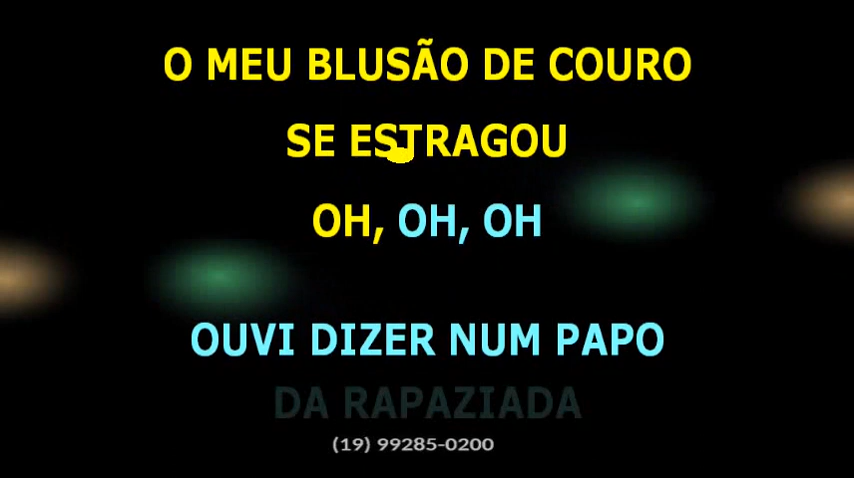 O MEU BLUSÃO DE COURO
SE ESTRAGOU
OH, OH, OH
OUVI DIZER NUM PAPO
DA RAPAZIADA
(19) 99285-0200